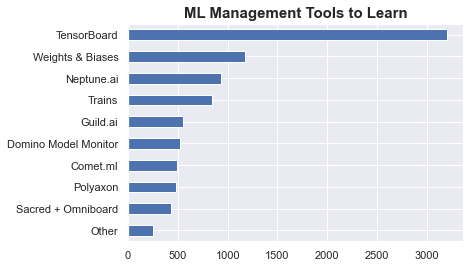 ML Management Tools to Learn
TensorBoard
Weights & Biases
Neptune.ai
Trains
Guild.ai
Domino Model Monitor
Comet.ml
Polyaxon
Sacred + Omniboard
Other
0 500 1000 1500 2000 2500 3000